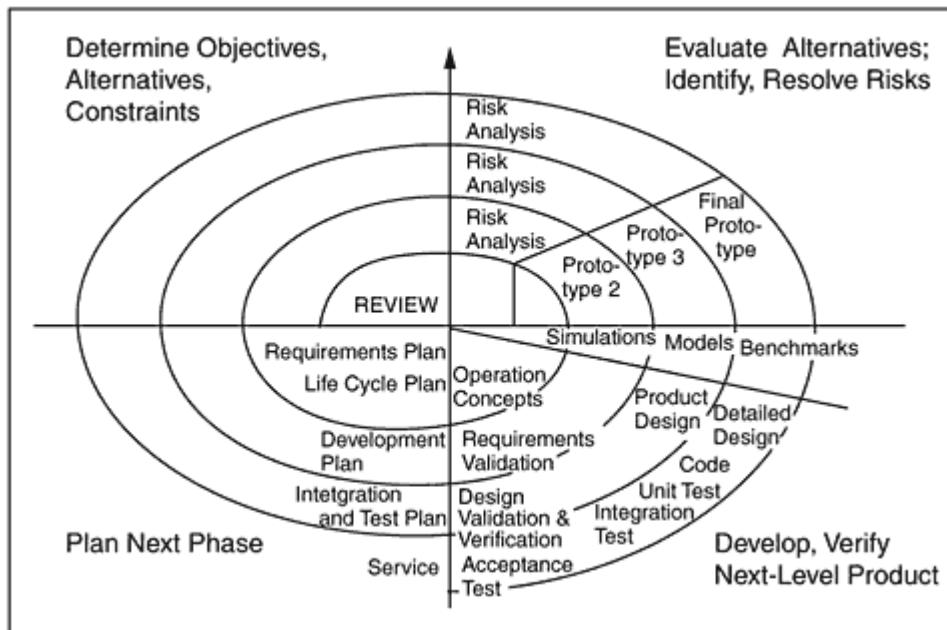 Determine Objectives,
Alternatives,
Constraints
Evaluate Alternatives;
Identify, Resolve Risks
Risk
Analysis
Risk
Analysis
Risk
Analysis
Final
Proto-
type
Proto-
type 3
Proto-
type 2
REVIEW
Simulations
Models
Benchmarks
Requirements Plan
Life Cycle Plan
Operation
Concepts
Product
Design
Detailed
Design
Development
Plan
Requirements
Validation
Code
Unit Test
Integration
Test
Intetgration
and Test Plan
Design
Validation &
Verification
Plan Next Phase
Service
Acceptance
Test
Develop, Verify
Next-Level Product